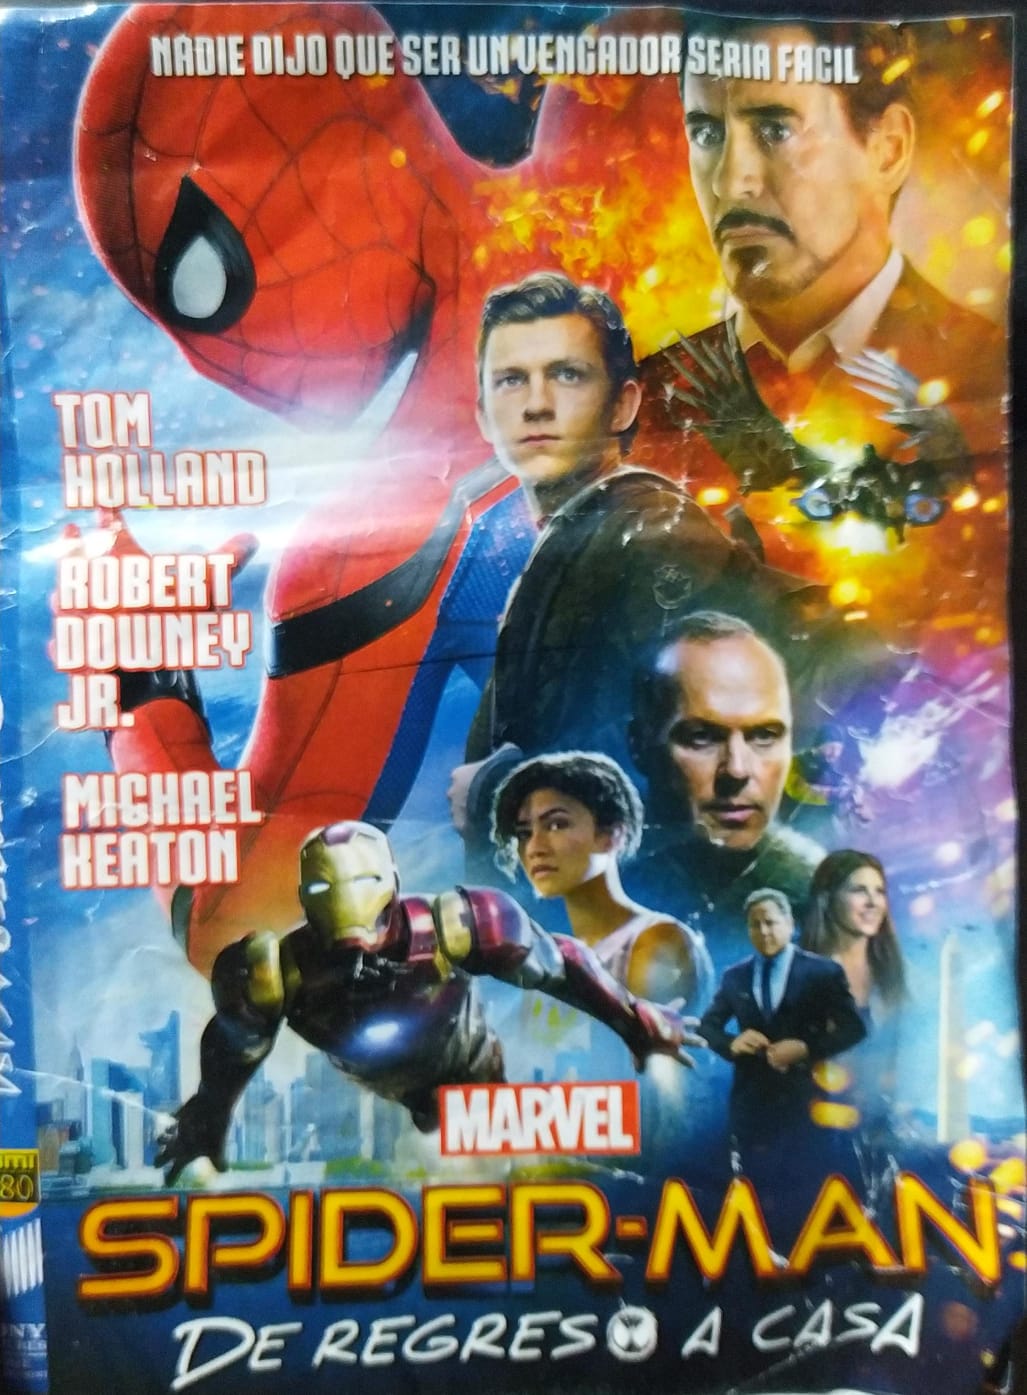 NADIE DIJO QUE SER UN VENGADOR SERIA FACIL
TOM
HOLLAND
ROBERT
DOWNEY
JR.
MICHAEL
KEATON
MARVEL
SPIDER-MAN
DE REGRESO A CASA
80